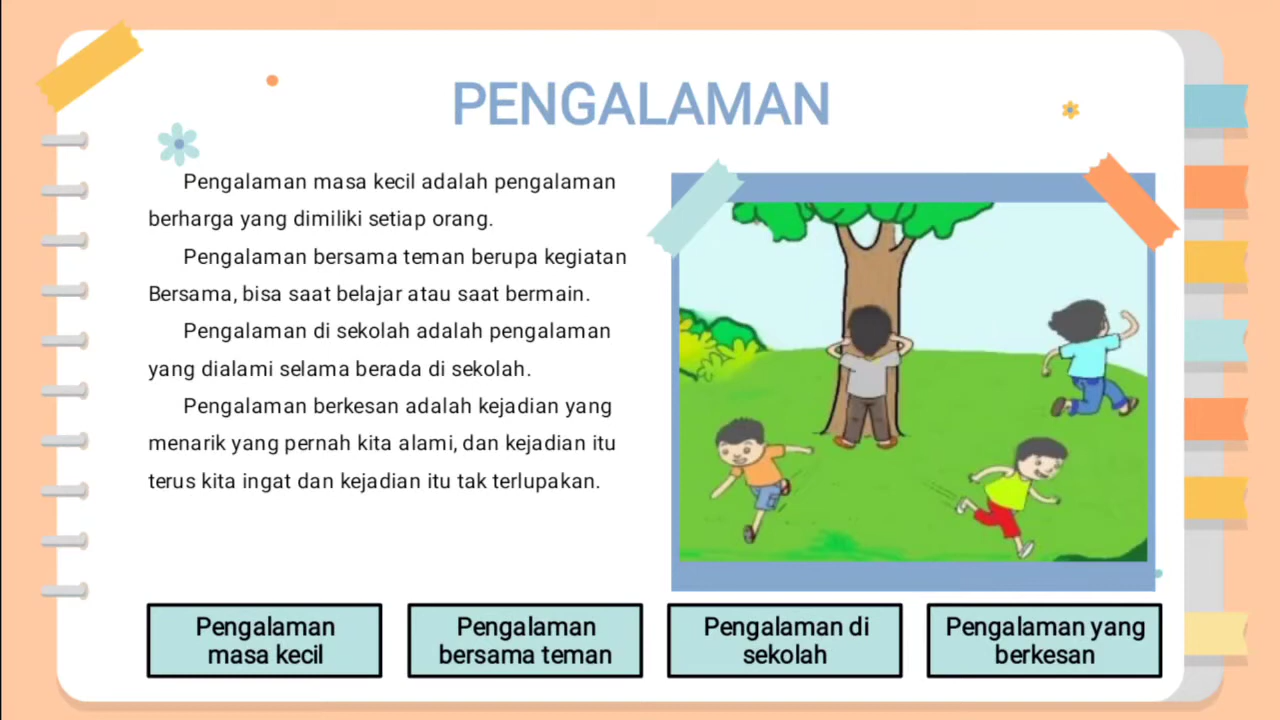 PENGALAMAN
Pengalaman masa kecil adalah pengalaman
berharga yang dimiliki setiap orang.
Pengalaman bersama teman berupa kegiatan
Bersama, bisa saat belajar atau saat bermain.
Pengalaman di sekolah adalah pengalaman
yang dialami selama berada di sekolah.
Pengalaman berkesan adalah kejadian yang
menarik yang pernah kita alami, dan kejadian itu
terus kita ingat dan kejadian itu tak terlupakan.
Pengalaman
masa kecil
Pengalaman
bersama teman
Pengalaman di
sekolah
Pengalaman yang
berkesan